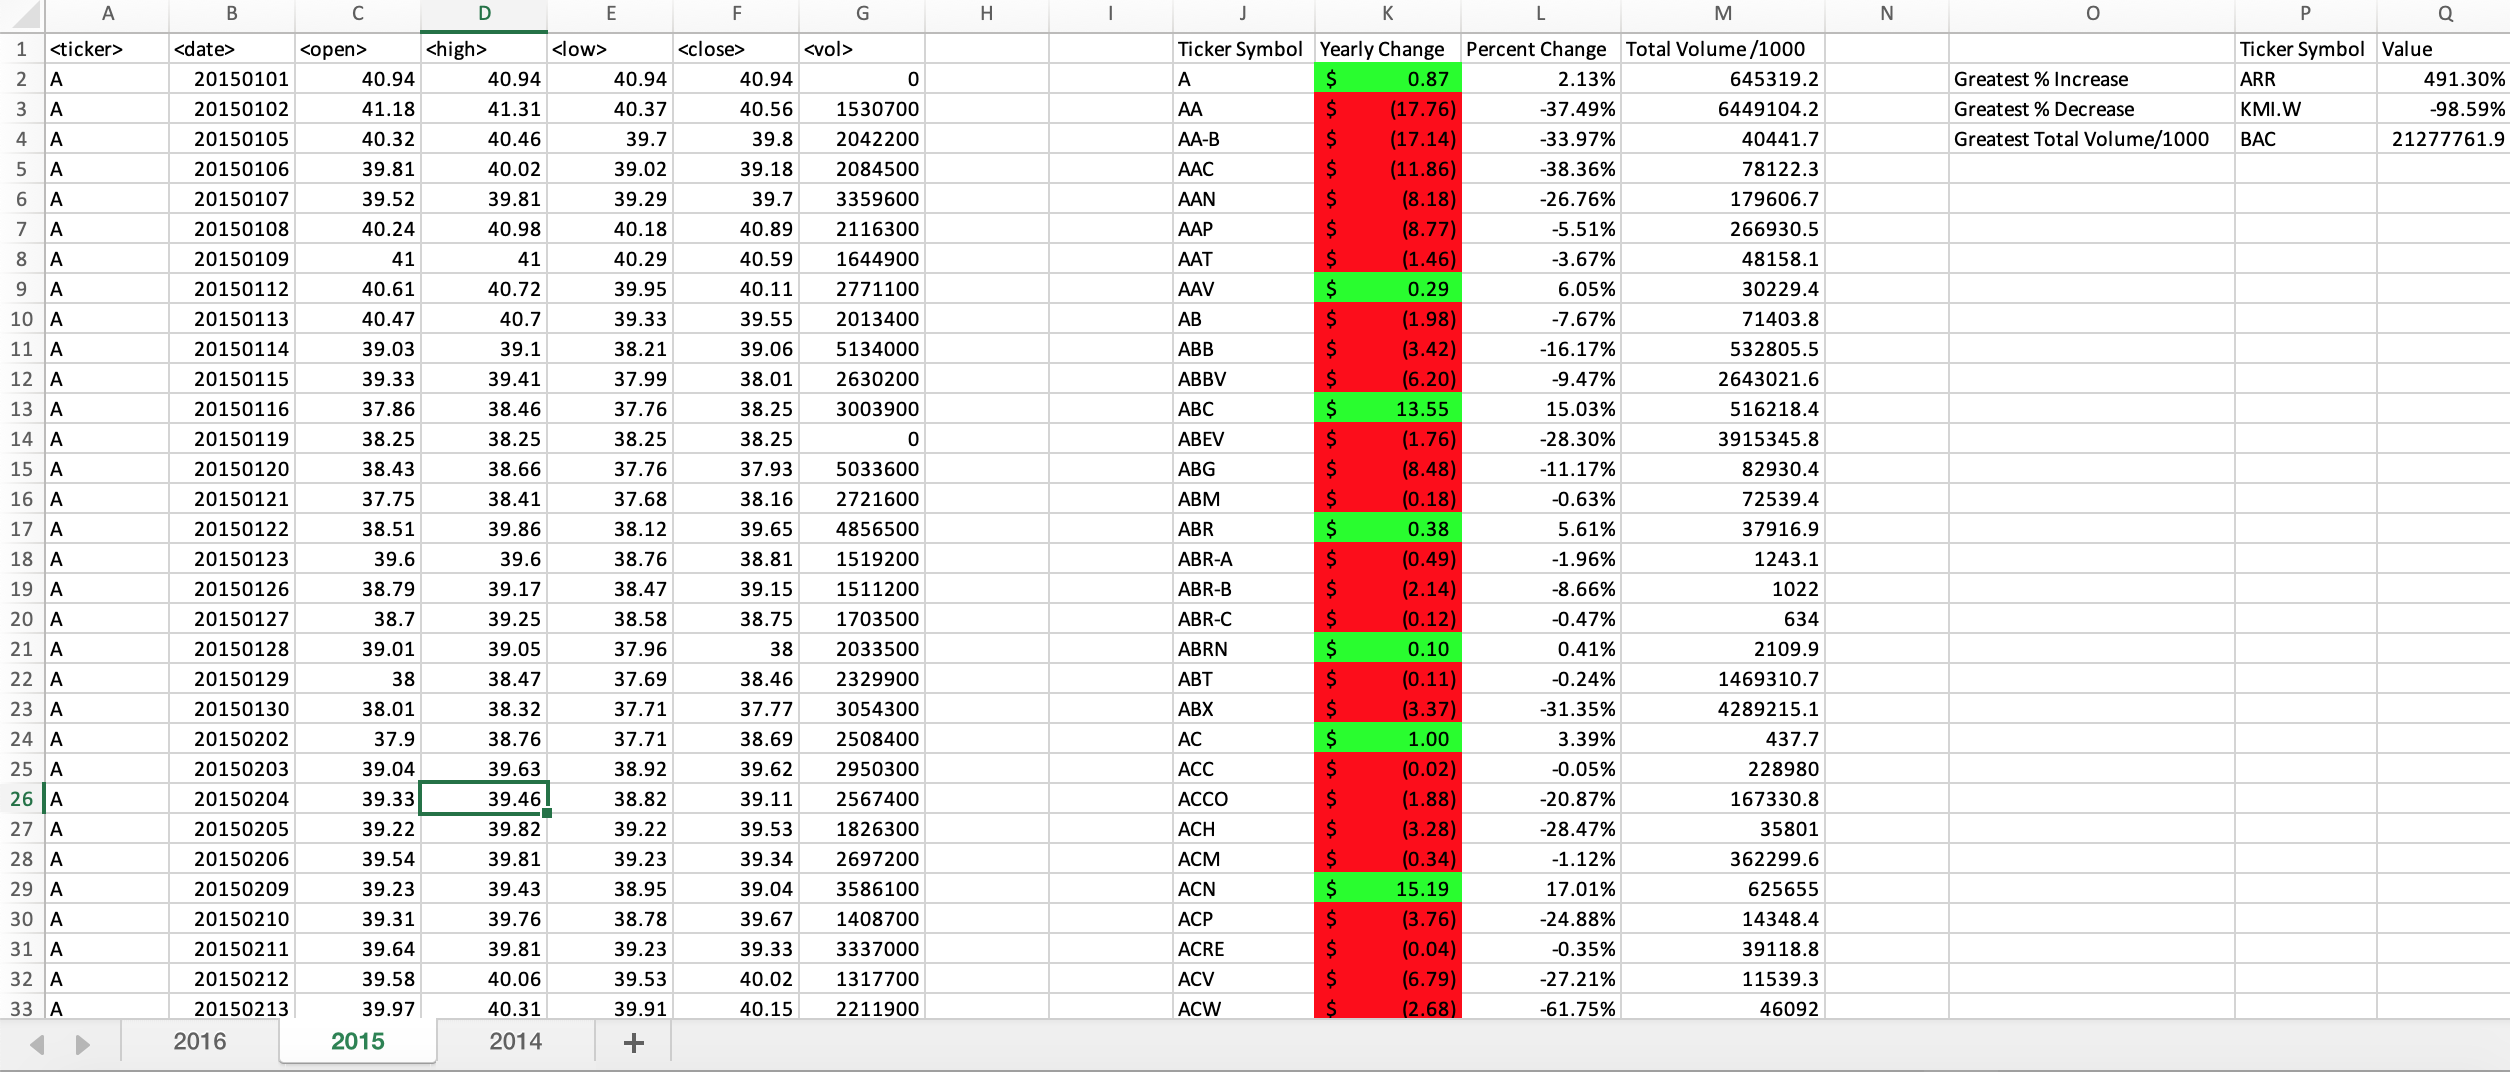 A B C D E F G H I J K L M N O P Q
1 <ticker> <date> <open> <high> <low> <close> <vol> Ticker Symbol Yearly Change Percent Change Total Volume /1000 Ticker Symbol Value
2 A 20150101 40.94 40.94 40.94 40.94 0 A $ 0.87 2.13% 645319.2 Greatest % Increase ARR 491.30%
3 A 20150102 41.18 41.31 40.37 40.56 1530700 AA $ (17.76) -37.49% 6449104.2 Greatest % Decrease KMI.W -98.59%
4 A 20150105 40.32 40.46 39.7 39.8 2042200 AA-B $ (17.14) -33.97% 40441.7 Greatest Total Volume/1000 BAC 21277761.9
5 A 20150106 39.81 40.02 39.02 39.18 2084500 AAC $ (11.86) -38.36% 78122.3
6 A 20150107 39.52 39.81 39.29 39.7 3359600 AAN $ (8.18) -26.76% 179606.7
7 A 20150108 40.24 40.98 40.18 40.89 2116300 AAP $ (8.77) -5.51% 266930.5
8 A 20150109 41 41 40.29 40.59 1644900 AAT $ (1.46) -3.67% 48158.1
9 A 20150112 40.61 40.72 39.95 40.11 2771100 AAV $ 0.29 6.05% 30229.4
10 A 20150113 40.47 40.7 39.33 39.55 2013400 AB $ (1.98) -7.67% 71403.8
11 A 20150114 39.03 39.1 38.21 39.06 5134000 ABB $ (3.42) -16.17% 532805.5
12 A 20150115 39.33 39.41 37.99 38.01 2630200 ABBV $ (6.20) -9.47% 2643021.6
13 A 20150116 37.86 38.46 37.76 38.25 3003900 ABC $ 13.55 15.03% 516218.4
14 A 20150119 38.25 38.25 38.25 38.25 0 ABEV $ (1.76) -28.30% 3915345.8
15 A 20150120 38.43 38.66 37.76 37.93 5033600 ABG $ (8.48) -11.17% 82930.4
16 A 20150121 37.75 38.41 37.68 38.16 2721600 ABM $ (0.18) -0.63% 72539.4
17 A 20150122 38.51 39.86 38.12 39.65 4856500 ABR $ 0.38 5.61% 37916.9
18 A 20150123 39.6 39.6 38.76 38.81 1519200 ABR-A $ (0.49) -1.96% 1243.1
19 A 20150126 38.79 39.17 38.47 39.15 1511200 ABR-B $ (2.14) -8.66% 1022
20 A 20150127 38.7 39.25 38.58 38.75 1703500 ABR-C $ (0.12) -0.47% 634
21 A 20150128 39.01 39.05 37.96 38 2033500 ABRN $ 0.10 0.41% 2109.9
22 A 20150129 38 38.47 37.69 38.46 2329900 ABT $ (0.11) -0.24% 1469310.7
23 A 20150130 38.01 38.32 37.71 37.77 3054300 ABX $ (3.37) -31.35% 4289215.1
24 A 20150202 37.9 38.76 37.71 38.69 2508400 AC $ 1.00 3.39% 437.7
25 A 20150203 39.04 39.63 38.92 39.62 2950300 ACC $ (0.02) -0.05% 228980
26 A 20150204 39.33 39.46 38.82 39.11 2567400 ACCO $ (1.88) -20.87% 167330.8
27 A 20150205 39.22 39.82 39.22 39.53 1826300 ACH $ (3.28) -28.47% 35801
28 A 20150206 39.54 39.81 39.23 39.34 2697200 ACM $ (0.34) -1.12% 362299.6
29 A 20150209 39.23 39.43 38.95 39.04 3586100 ACN $ 15.19 17.01% 625655
30 A 20150210 39.31 39.76 38.78 39.67 1408700 ACP $ (3.76) -24.88% 14348.4
31 A 20150211 39.64 39.81 39.23 39.33 3337000 ACRE $ (0.04) -0.35% 39118.8
32 A 20150212 39.58 40.06 39.53 40.02 1317700 ACV $ (6.79) -27.21% 11539.3
33 A 20150213 39.97 40.31 39.91 40.15 2211900 ACW $ (2.68) -61.75% 46092
2016 2015 2014 +